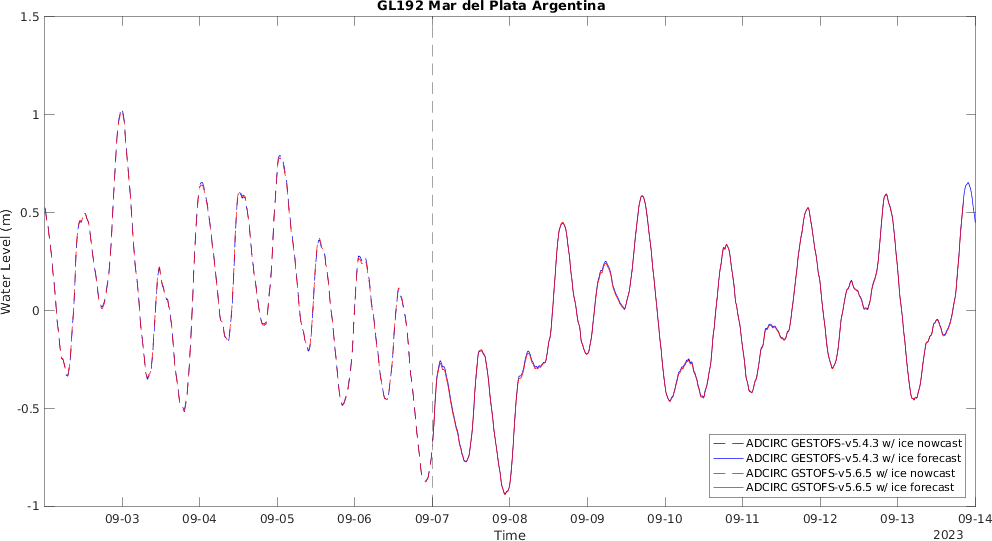 GL192 Mar del Plata Argentina
1.5
1
0.5
0
-0.5
-1
Water Level (m)
09-03 09-04 09-05 09-06 09-07 09-08 09-09 09-10 09-11 09-12 09-13 09-14
Time
2023
ADCIRC GESTOFS-v5.4.3 w/ ice nowcast
ADCIRC GESTOFS-v5.4.3 w/ ice forecast
ADCIRC GSTOFS-v5.6.5 w/ ice nowcast
ADCIRC GSTOFS-v5.6.5 w/ ice forecast